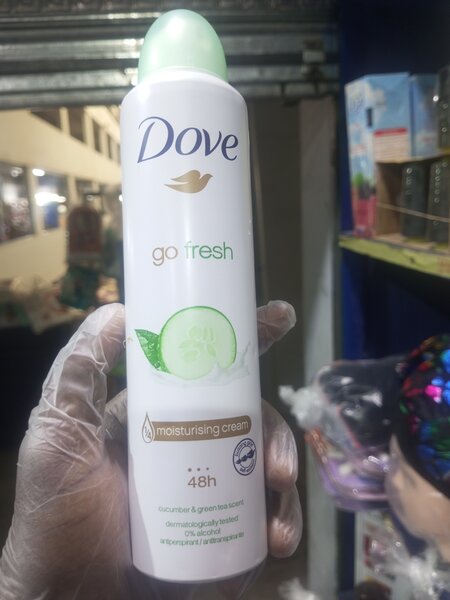 Dove
go fresh
1/4 moisturising cream
48h
cucumber & green tea scent
dermatologically tested
0% alcohol
antiperspirant / antitranspirante